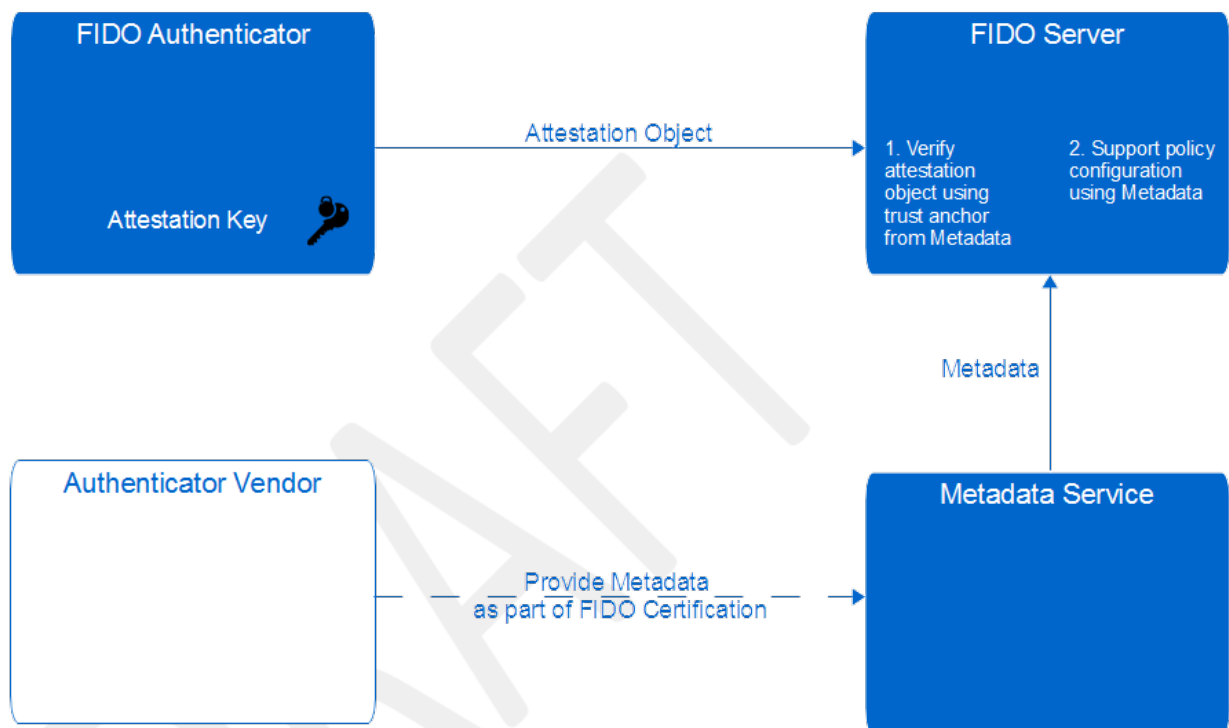 FIDO Authenticator
Attestation Key
Attestation Object
FIDO Server
1. Verify
attestation
object using
trust anchor
from Metadata
2. Support policy
configuration
using Metadata
Metadata
Authenticator Vendor
Provide Metadata
as part of FIDO Certification
Metadata Service
AFT